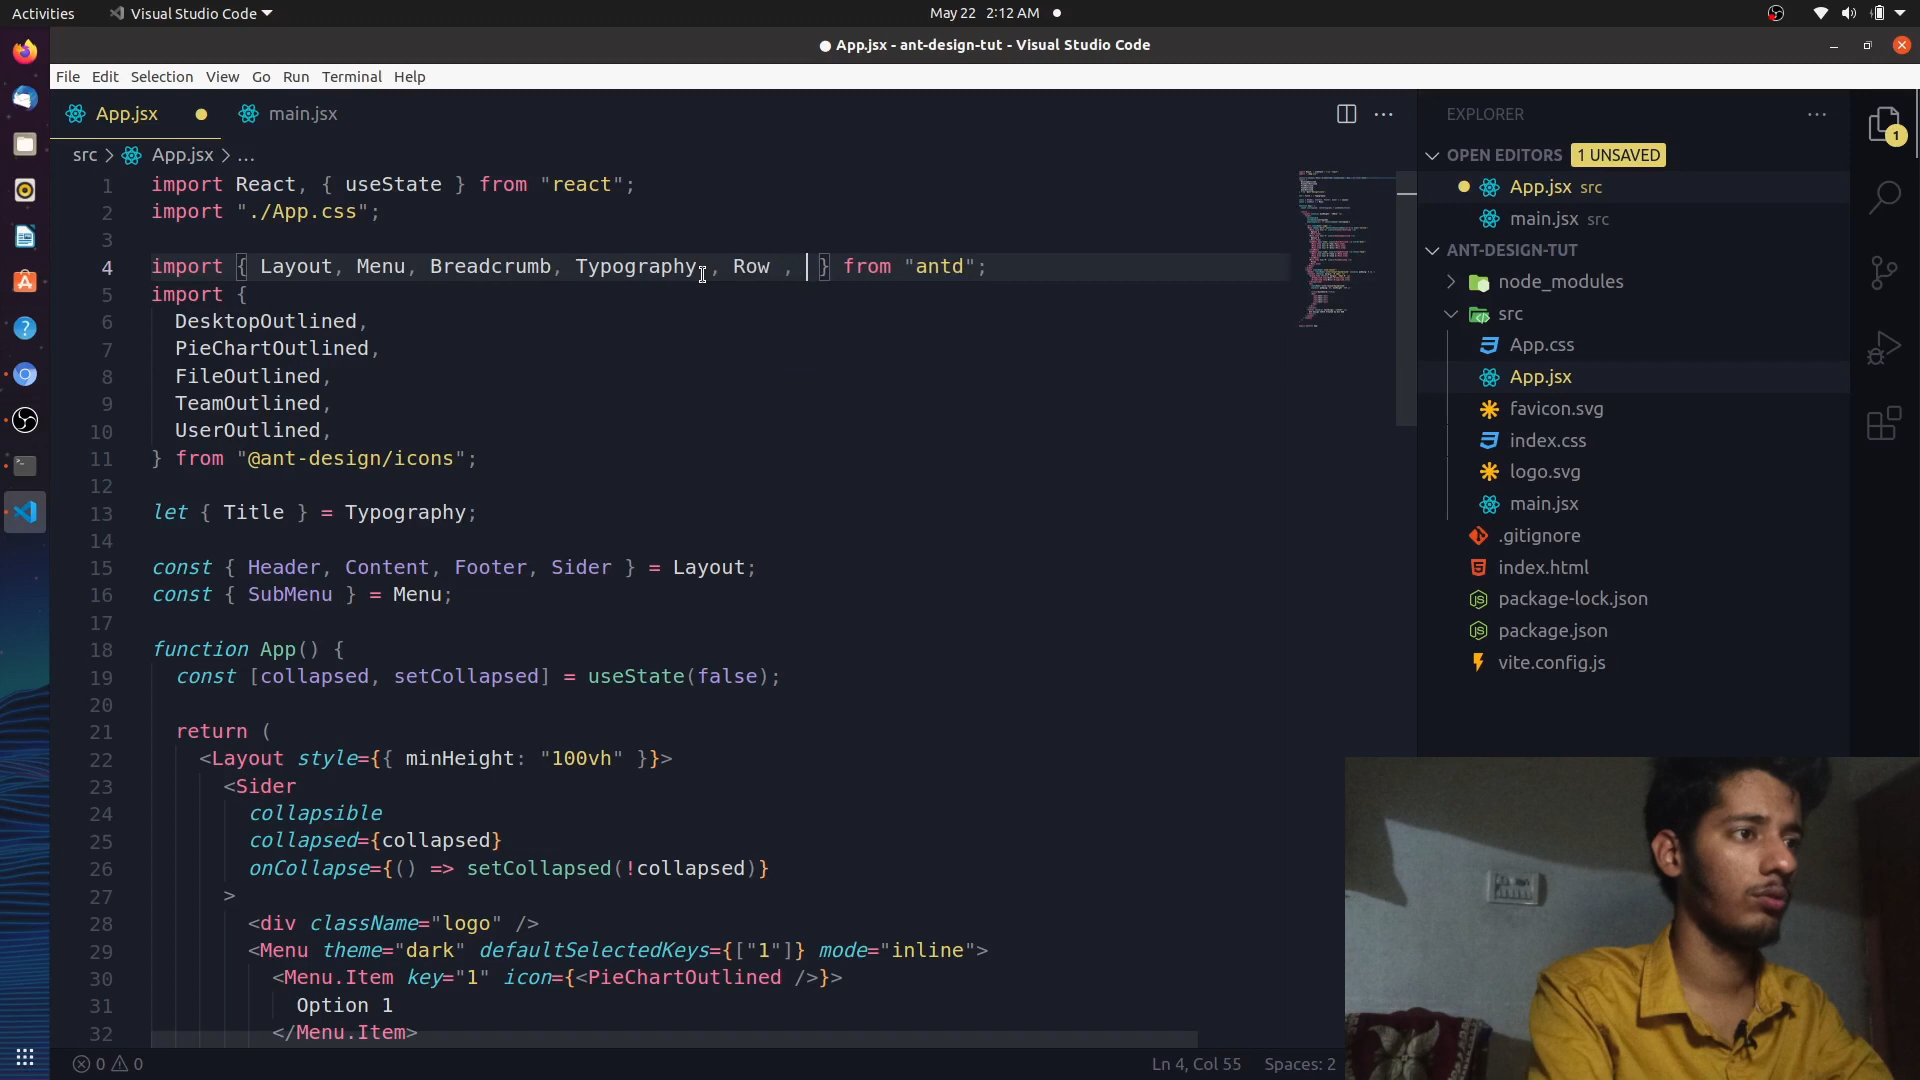 Activities
Visual Studio Code
May 22 2:12 AM
● App.jsx - ant-design-tut - Visual Studio Code
File Edit Selection View Go Run Terminal Help
App.jsx
main.jsx
src > App.jsx > ...
1 import React, { useState } from "react";
2 import "./App.css";
3
4 import { Layout, Menu, Breadcrumb, Typography, , Row , } from "antd";
5 import {
6 DesktopOutlined,
7 PieChartOutlined,
8 FileOutlined,
9 TeamOutlined,
10 UserOutlined,
11 } from "@ant-design/icons";
12
13 let { Title } = Typography;
14
15 const { Header, Content, Footer, Sider } = Layout;
16 const { SubMenu } = Menu;
17
18 function App() {
19 const [collapsed, setCollapsed] = useState(false);
20
21 return (
22 <Layout style={{ minHeight: "100vh" }}>
23 <Sider
24 collapsible
25 collapsed={collapsed}
26 onCollapse={() => setCollapsed(!collapsed)}
27 >
28 <div className="logo" />
29 <Menu theme="dark" defaultSelectedKeys={["1"]} mode="inline">
30 <Menu.Item key="1" icon={<PieChartOutlined />}>
31 Option 1
32 </Menu.Item>
EXPLORER
OPEN EDITORS 1 UNSAVED
App.jsx src
main.jsx src
ANT-DESIGN-TUT
node_modules
src
App.css
App.jsx
favicon.svg
index.css
logo.svg
main.jsx
.gitignore
index.html
package-lock.json
package.json
vite.config.js
1
0 0
Ln 4, Col 55
Spaces: 2